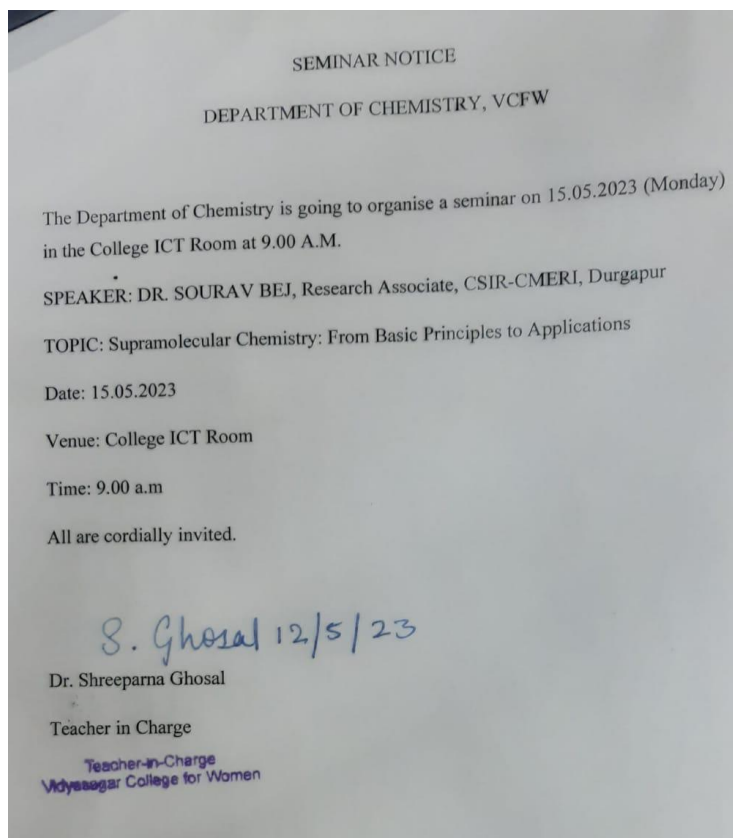 SEMINAR NOTICE
DEPARTMENT OF CHEMISTRY, VCFW
The Department of Chemistry is going to organise a seminar on 15.05.2023 (Monday)
in the College ICT Room at 9.00 A.M.
SPEAKER: DR. SOURAV BEJ, Research Associate, CSIR-CMERI, Durgapur
TOPIC: Supramolecular Chemistry: From Basic Principles to Applications
Date: 15.05.2023
Venue: College ICT Room
Time: 9.00 a.m
All are cordially invited.
S. Ghosal 12/5/23
Dr. Shreeparna Ghosal
Teacher in Charge
Teacher-in-Charge
Vidyasagar College for Women